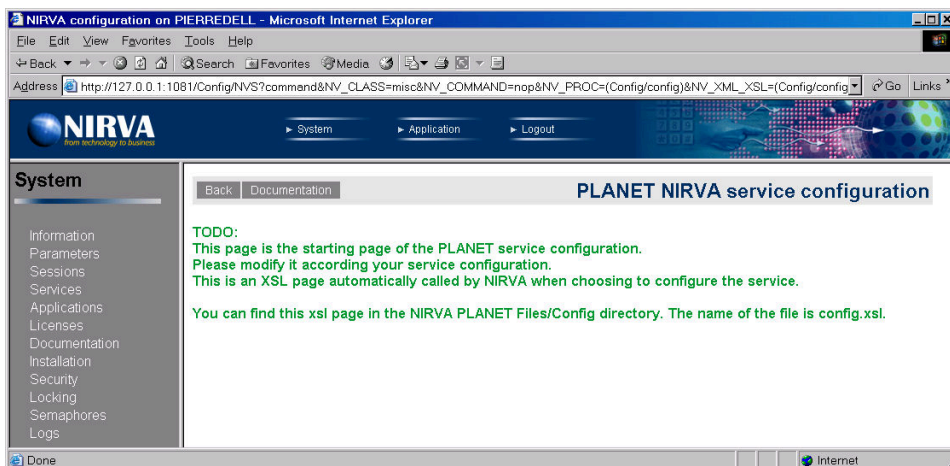 NIRVA configuration on PIERREDELL - Microsoft Internet Explorer
File Edit View Favorites Tools Help
Back Search Favorites Media
Address http://127.0.0.1:1081/Config/NVS?command&NV_CLASS=misc&NV_COMMAND=nop&NV_PROC=(Config/config)&NV_XML_XSL=(Config/config Go Links
NIRVA
from technology to business
System Application Logout
System
Back Documentation
PLANET NIRVA service configuration
Information
Parameters
Sessions
Services
Applications
Licenses
Documentation
Installation
Security
Locking
Semaphores
Logs
TODO:
This page is the starting page of the PLANET service configuration.
Please modify it according your service configuration.
This is an XSL page automatically called by NIRVA when choosing to configure the service.
You can find this xsl page in the NIRVA PLANET Files/Config directory. The name of the file is config.xsl.
Done Internet